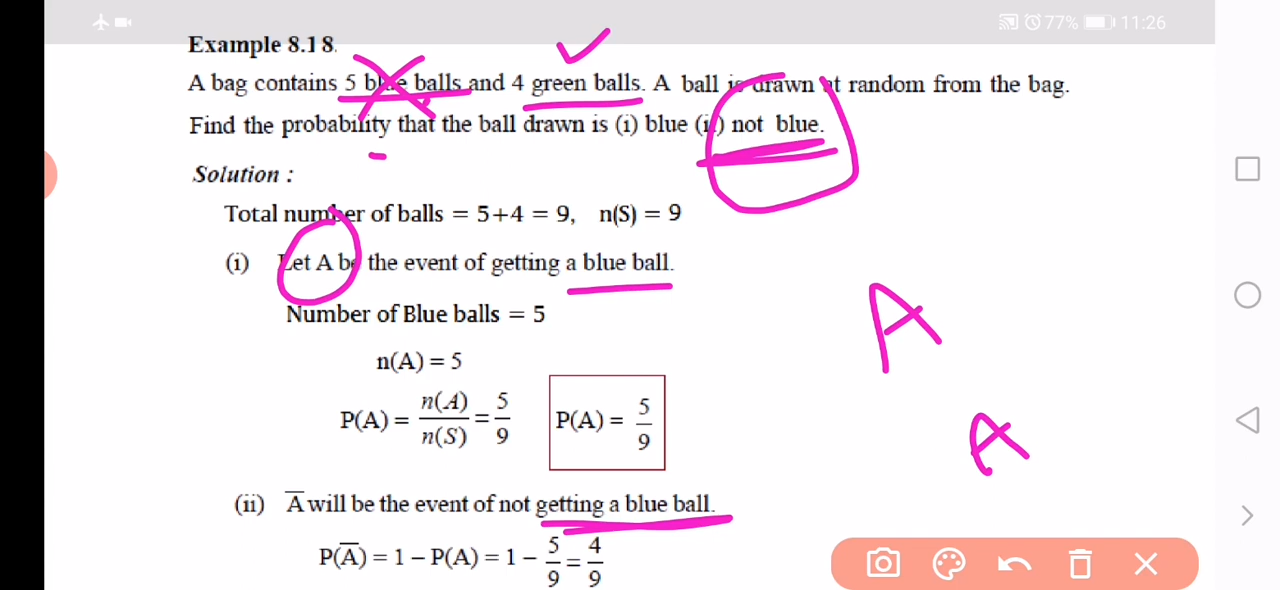 77% 11:26
Example 8.18.
A bag contains 5 blue balls and 4 green balls. A ball is drawn at random from the bag.
Find the probability that the ball drawn is (i) blue (ii) not blue.
Solution :
Total number of balls = 5+4 = 9, n(S) = 9
(i) Let A be the event of getting a blue ball.
Number of Blue balls = 5
n(A) = 5
P(A) = n(A)/n(S) = 5/9 P(A) = 5/9
(ii) A̅ will be the event of not getting a blue ball.
P(A̅) = 1 − P(A) = 1 − 5/9 = 4/9
A
A